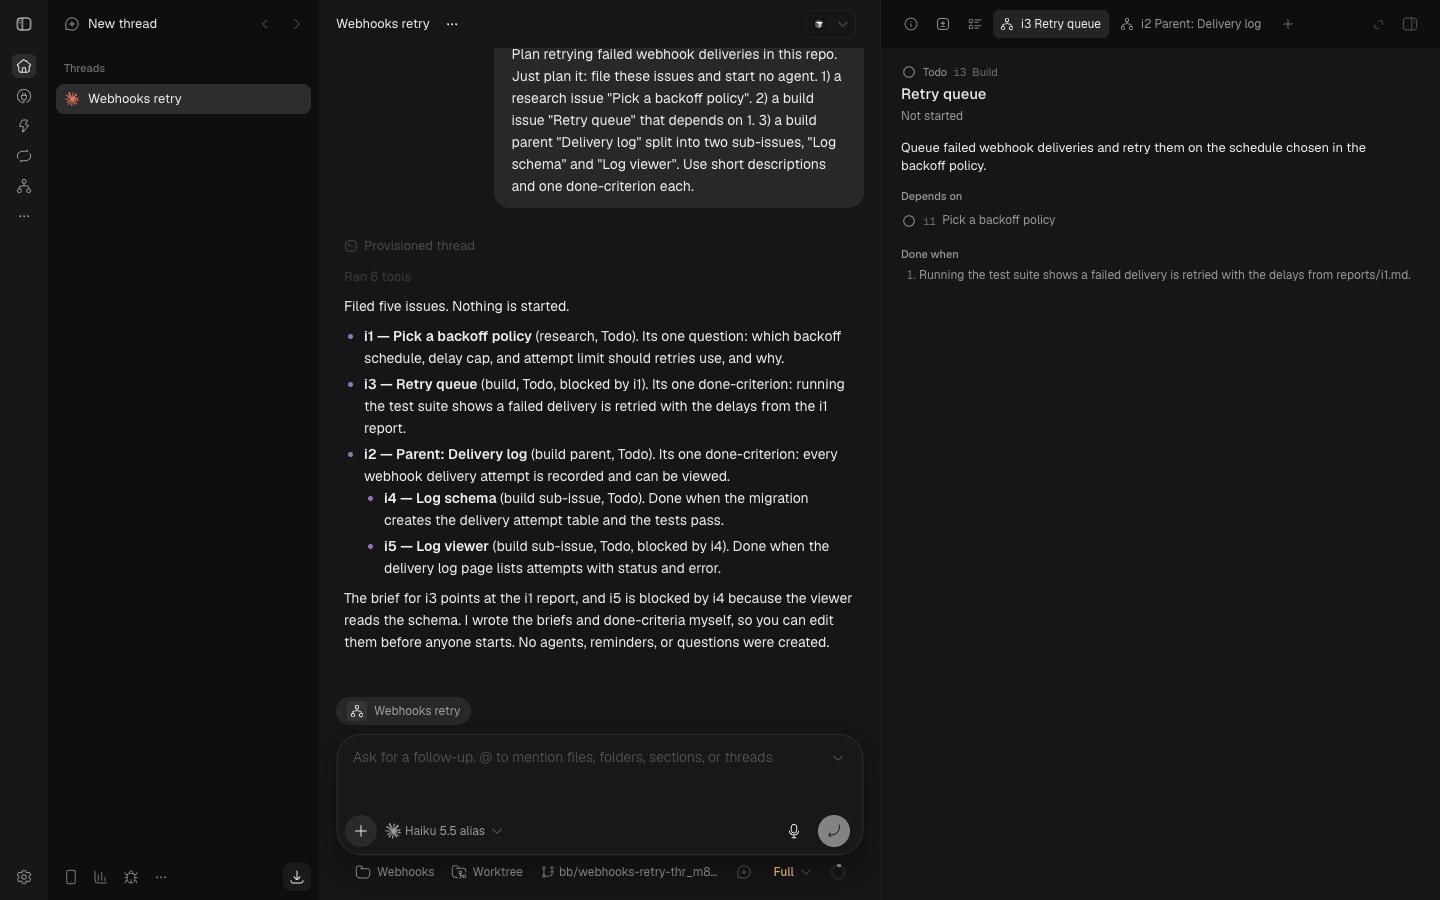 New thread
Threads
Webhooks retry
Webhooks retry
Plan retrying failed webhook deliveries in this repo.
Just plan it: file these issues and start no agent. 1) a
research issue "Pick a backoff policy". 2) a build
issue "Retry queue" that depends on 1. 3) a build
parent "Delivery log" split into two sub-issues, "Log
schema" and "Log viewer". Use short descriptions
and one done-criterion each.
Provisioned thread
Ran 6 tools
Filed five issues. Nothing is started.
• i1 — Pick a backoff policy (research, Todo). Its one question: which backoff
schedule, delay cap, and attempt limit should retries use, and why.
• i3 — Retry queue (build, Todo, blocked by i1). Its one done-criterion: running
the test suite shows a failed delivery is retried with the delays from the i1
report.
• i2 — Parent: Delivery log (build parent, Todo). Its one done-criterion: every
webhook delivery attempt is recorded and can be viewed.
• i4 — Log schema (build sub-issue, Todo). Done when the migration
creates the delivery attempt table and the tests pass.
• i5 — Log viewer (build sub-issue, Todo, blocked by i4). Done when the
delivery log page lists attempts with status and error.
The brief for i3 points at the i1 report, and i5 is blocked by i4 because the viewer
reads the schema. I wrote the briefs and done-criteria myself, so you can edit
them before anyone starts. No agents, reminders, or questions were created.
Webhooks retry
Ask for a follow-up. @ to mention files, folders, sections, or threads
Haiku 5.5 alias
Webhooks
Worktree
bb/webhooks-retry-thr_m8...
Full
i3 Retry queue
i2 Parent: Delivery log
Todo i3 Build
Retry queue
Not started
Queue failed webhook deliveries and retry them on the schedule chosen in the
backoff policy.
Depends on
i1 Pick a backoff policy
Done when
1. Running the test suite shows a failed delivery is retried with the delays from reports/i1.md.